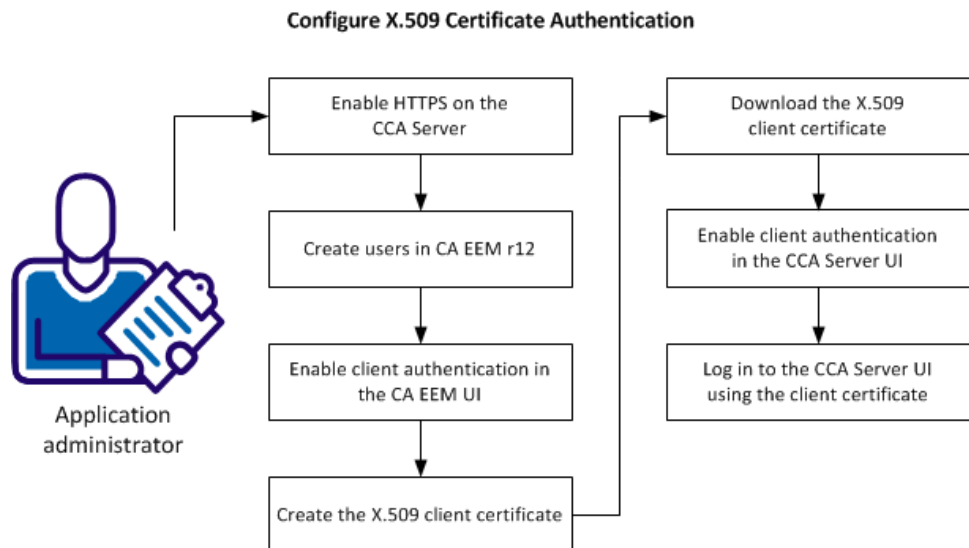 Configure X.509 Certificate Authentication
Application
administrator
Enable HTTPS on the
CCA Server
Create users in CA EEM r12
Enable client authentication in
the CA EEM UI
Create the X.509 client certificate
Download the X.509
client certificate
Enable client authentication
in the CCA Server UI
Log in to the CCA Server UI
using the client certificate